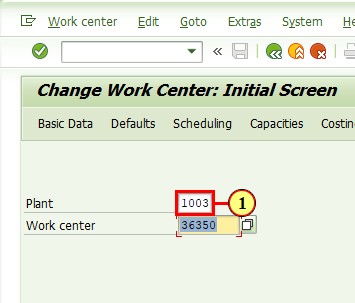 Work center Edit Goto Extras System H
Change Work Center: Initial Screen
Basic Data Defaults Scheduling Capacities Costin
Plant 1003 1
Work center 36350